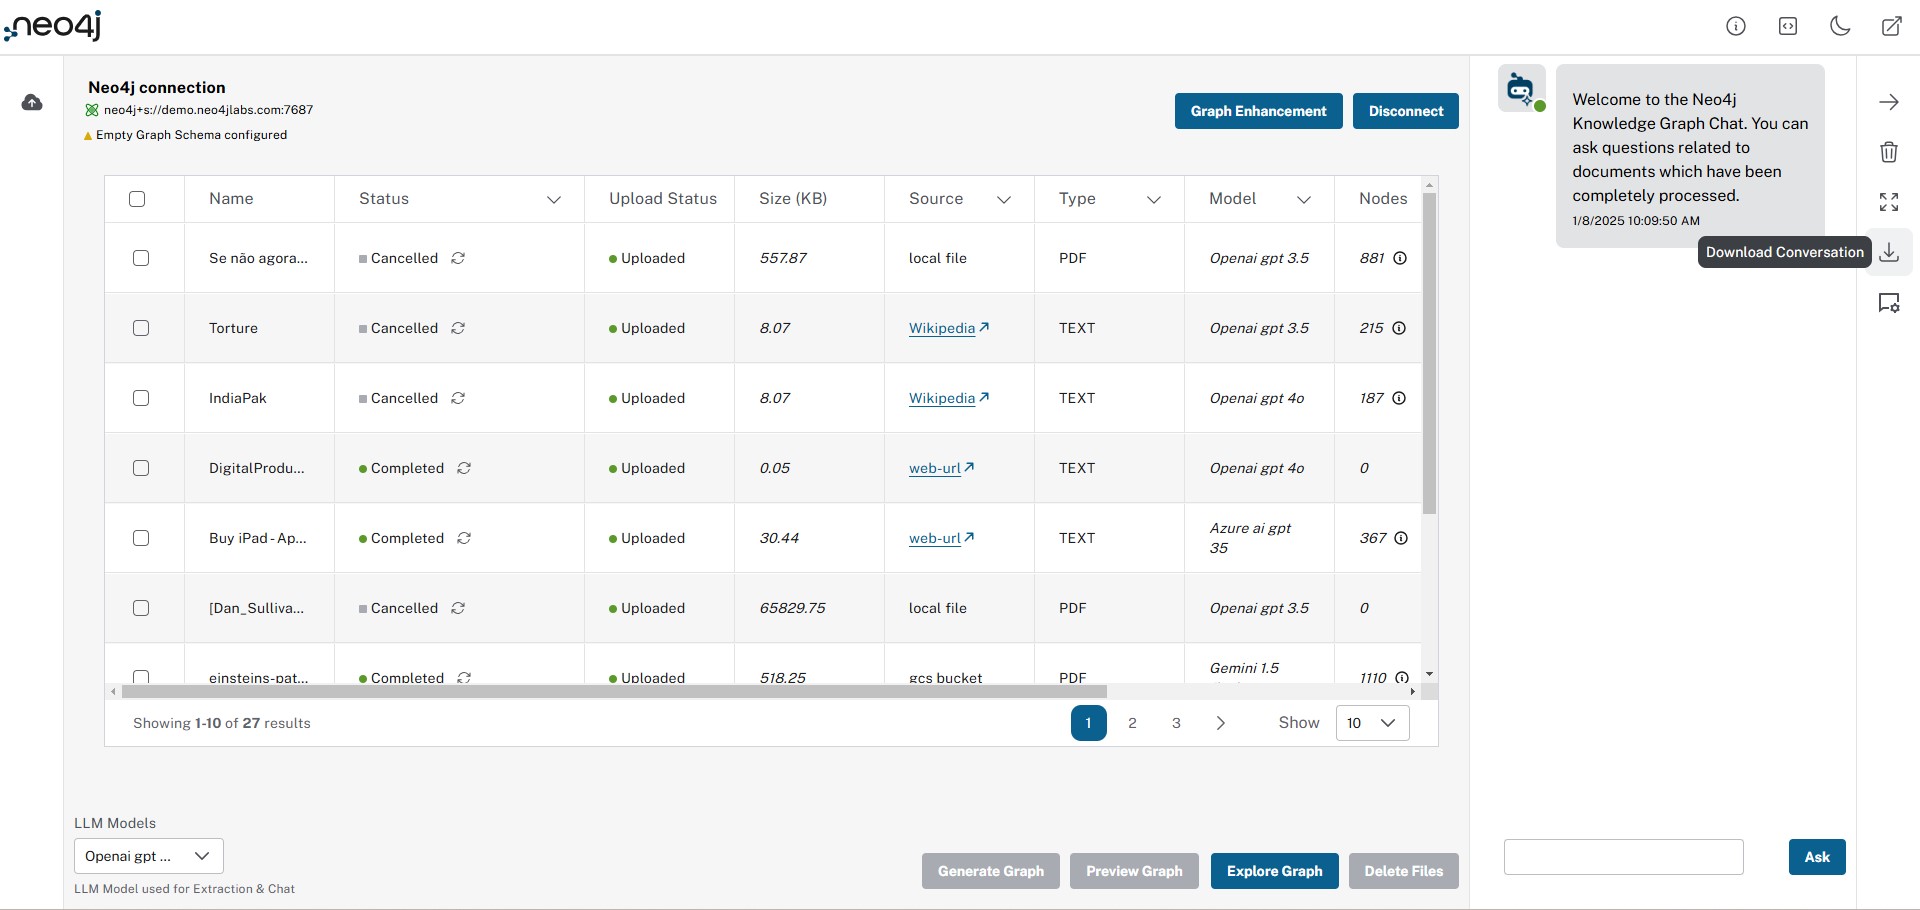 neo4j
Neo4j connection
neo4j+s://demo.neo4jlabs.com:7687
Empty Graph Schema configured
Graph Enhancement
Disconnect
Name Status Upload Status Size (KB) Source Type Model Nodes
Se não agora... Cancelled Uploaded 557.87 local file PDF Openai gpt 3.5 881
Torture Cancelled Uploaded 8.07 Wikipedia TEXT Openai gpt 3.5 215
IndiaPak Cancelled Uploaded 8.07 Wikipedia TEXT Openai gpt 4o 187
DigitalProdu... Completed Uploaded 0.05 web-url TEXT Openai gpt 4o 0
Buy iPad - Ap... Completed Uploaded 30.44 web-url TEXT Azure ai gpt 35 367
[Dan_Sulliva... Cancelled Uploaded 65829.75 local file PDF Openai gpt 3.5 0
einsteins-pat... Completed Uploaded 518.25 gcs bucket PDF Gemini 1.5 1110
Showing 1-10 of 27 results
1 2 3
Show 10
LLM Models
Openai gpt ...
LLM Model used for Extraction & Chat
Generate Graph
Preview Graph
Explore Graph
Delete Files
Welcome to the Neo4j
Knowledge Graph Chat. You can
ask questions related to
documents which have been
completely processed.
1/8/2025 10:09:50 AM
Download Conversation
Ask